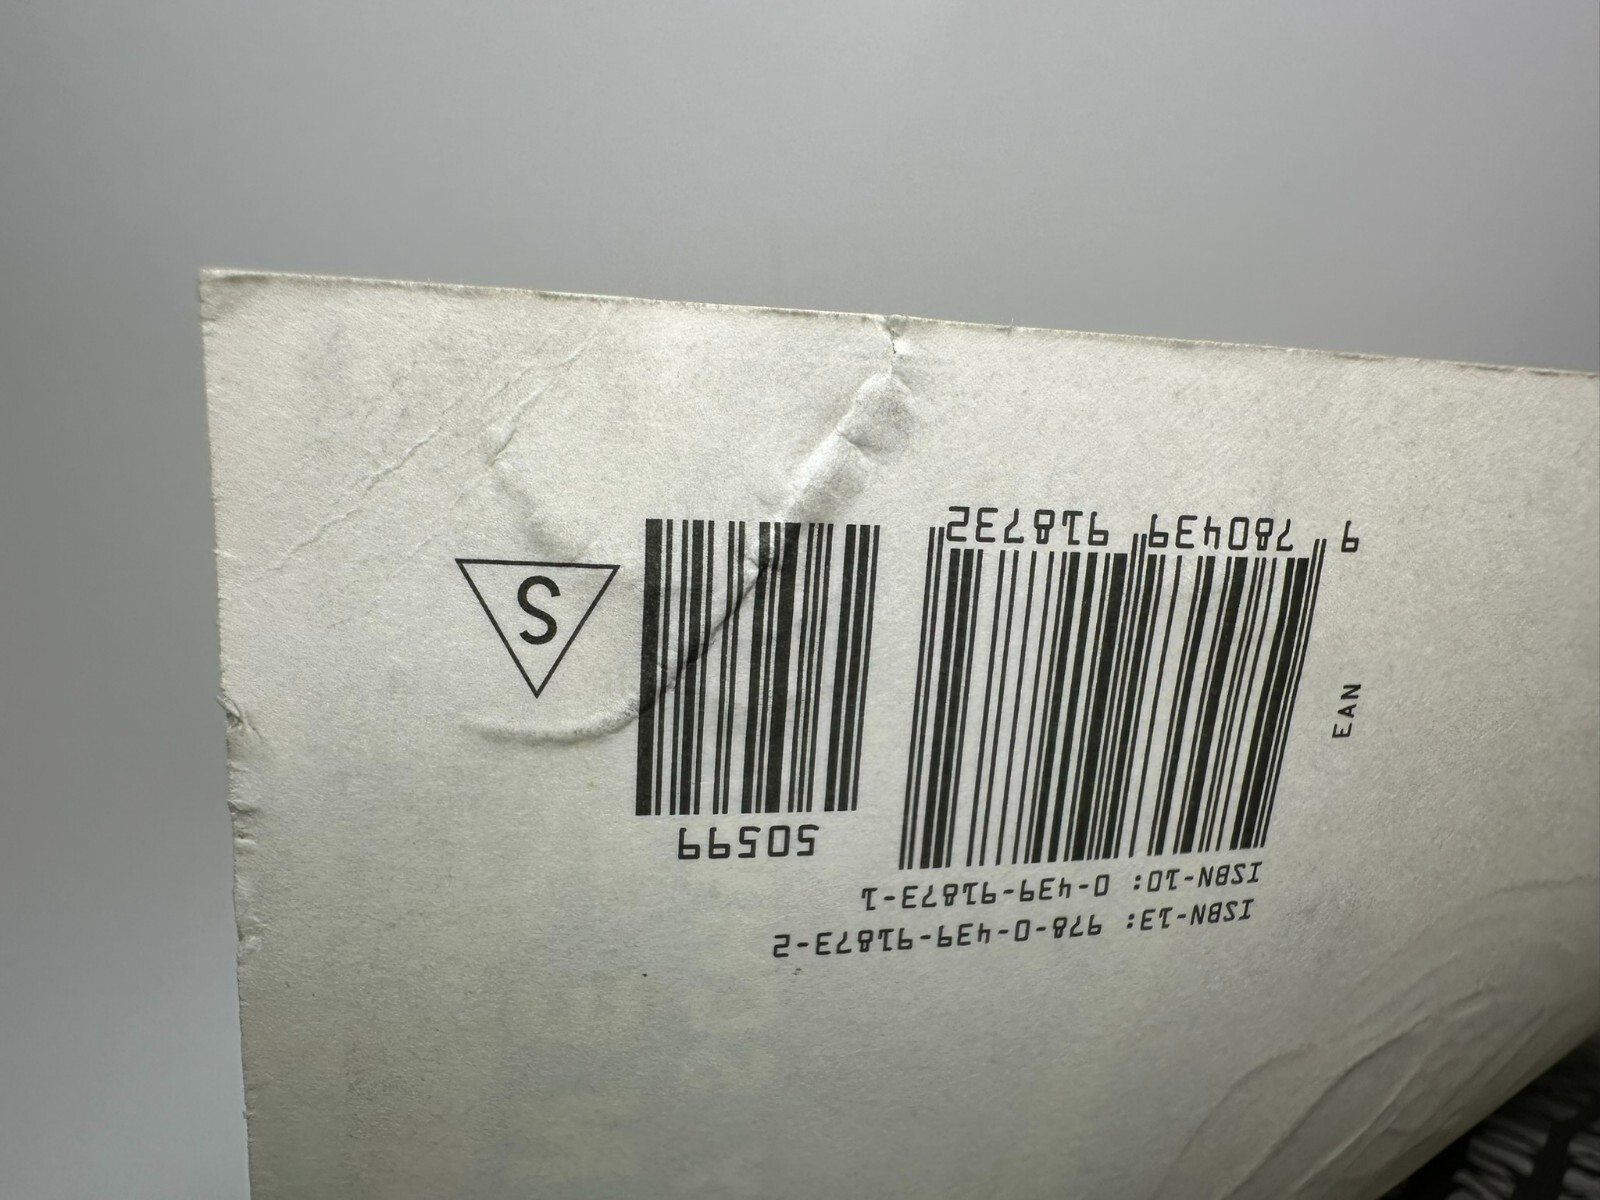 ISBN-13: 978-0-439-91873-2
ISBN-10: 0-439-91873-1
50599
EAN
S
9 780439 918732